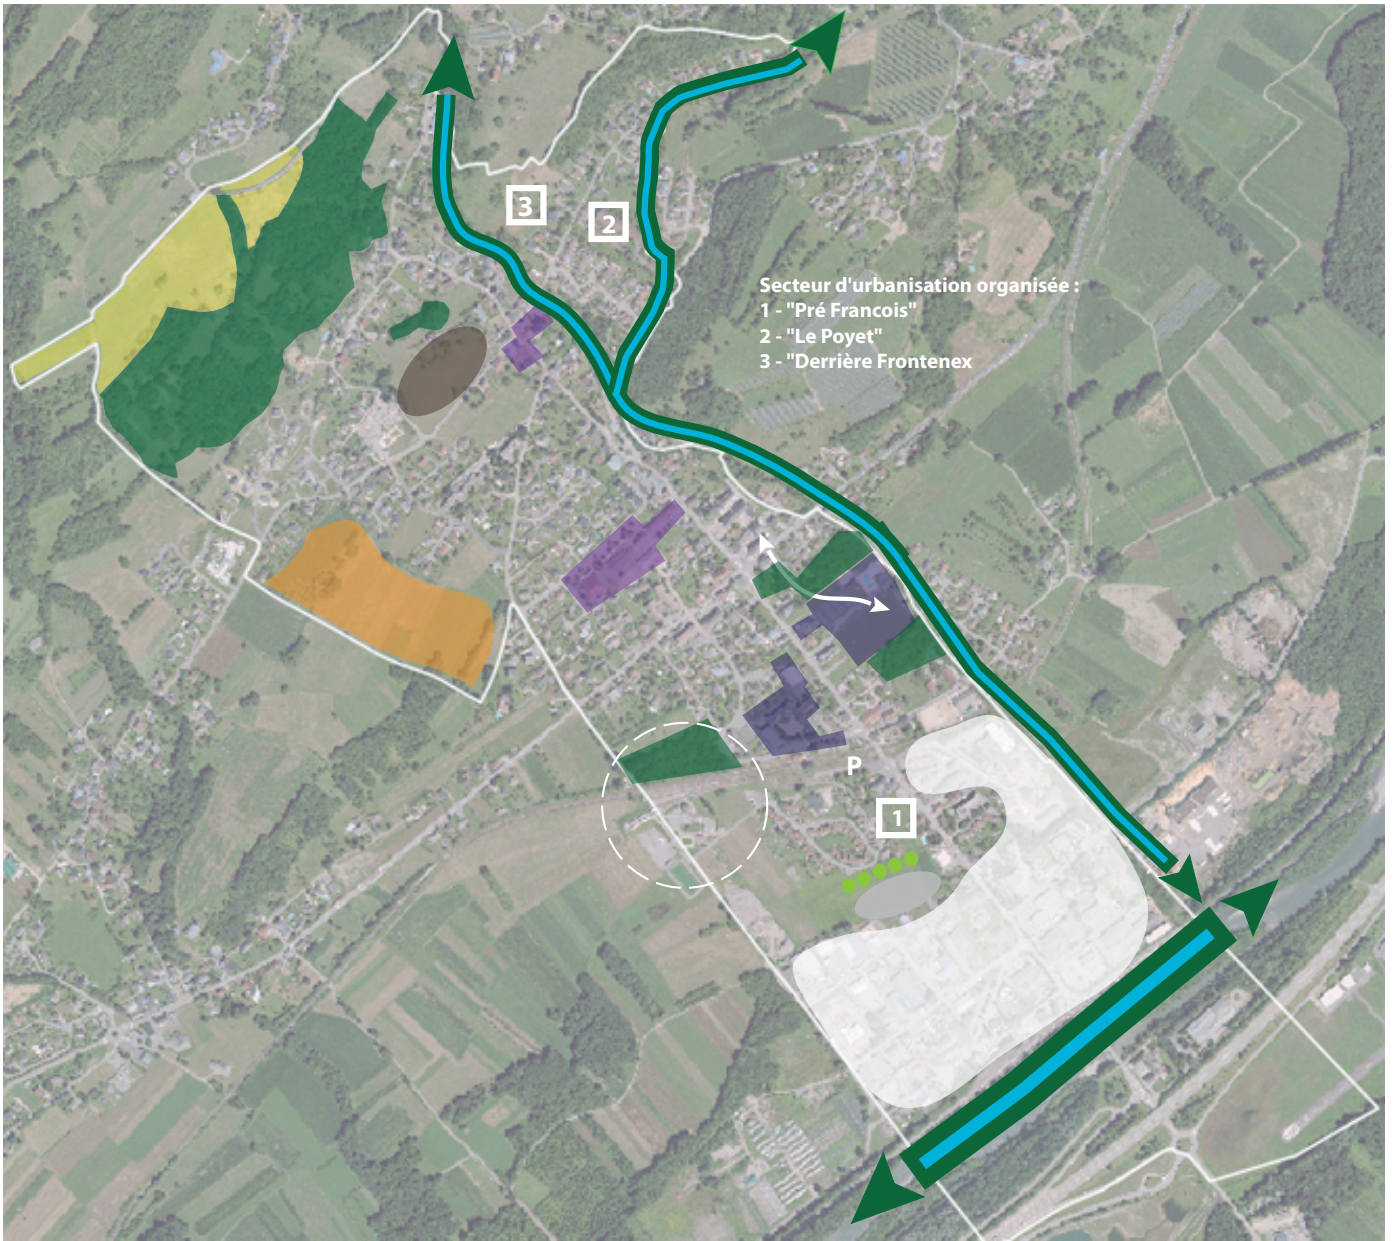 3
2
Secteur d'urbanisation organisée :
1 - "Pré Francois"
2 - "Le Poyet"
3 - "Derrière Frontenex
P
1